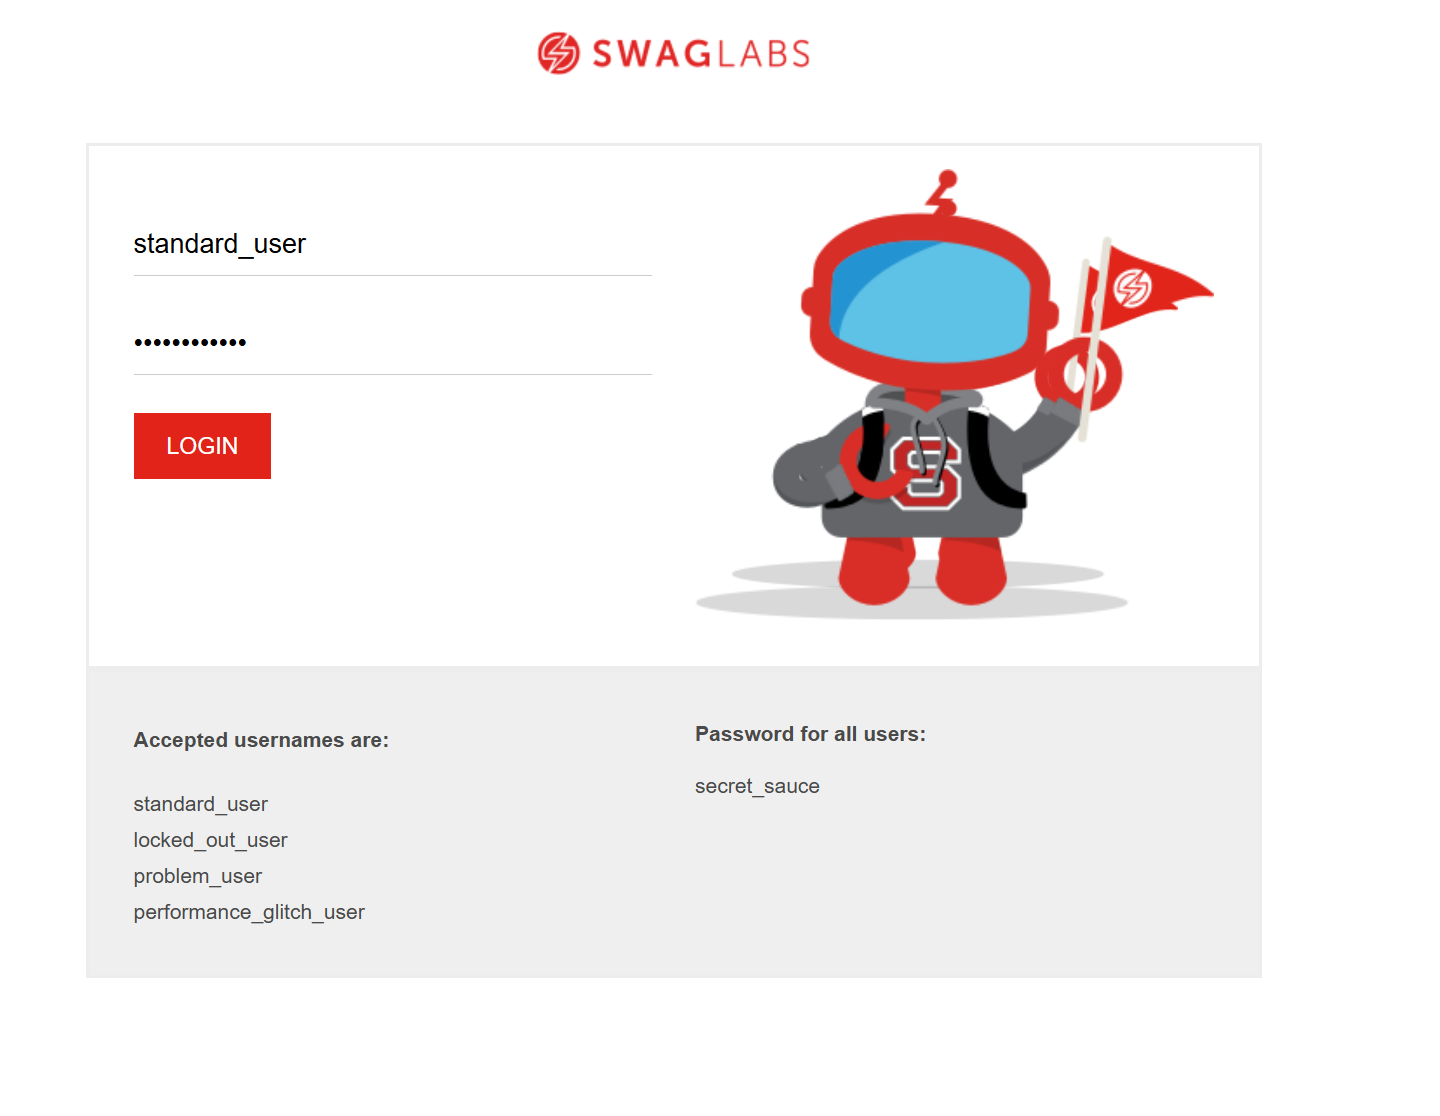 SWAGLABS
standard_user
••••••••••••
LOGIN
S
Accepted usernames are:
standard_user
locked_out_user
problem_user
performance_glitch_user
Password for all users:
secret_sauce